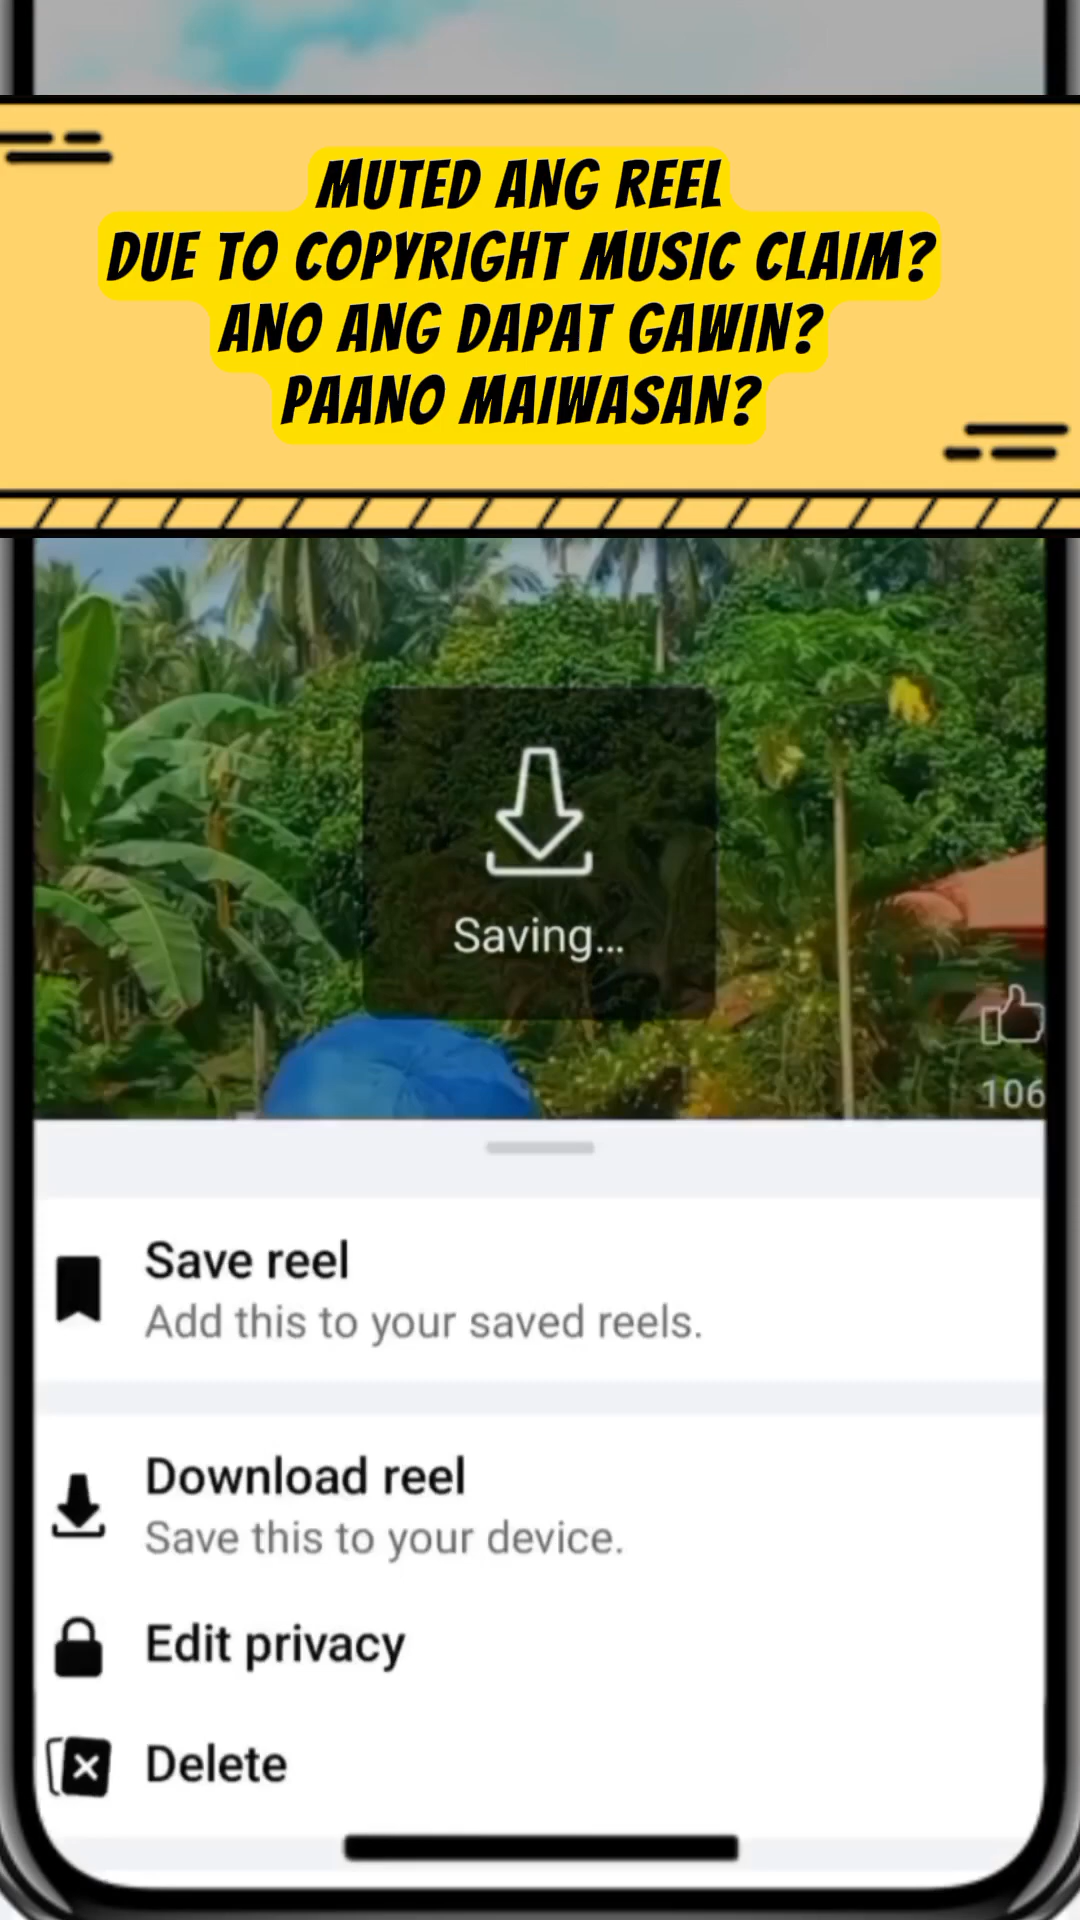 MUTED ANG REEL
DUE TO COPYRIGHT MUSIC CLAIM?
ANO ANG DAPAT GAWIN?
PAANO MAIWASAN?
Saving...
106
Save reel
Add this to your saved reels.
Download reel
Save this to your device.
Edit privacy
Delete